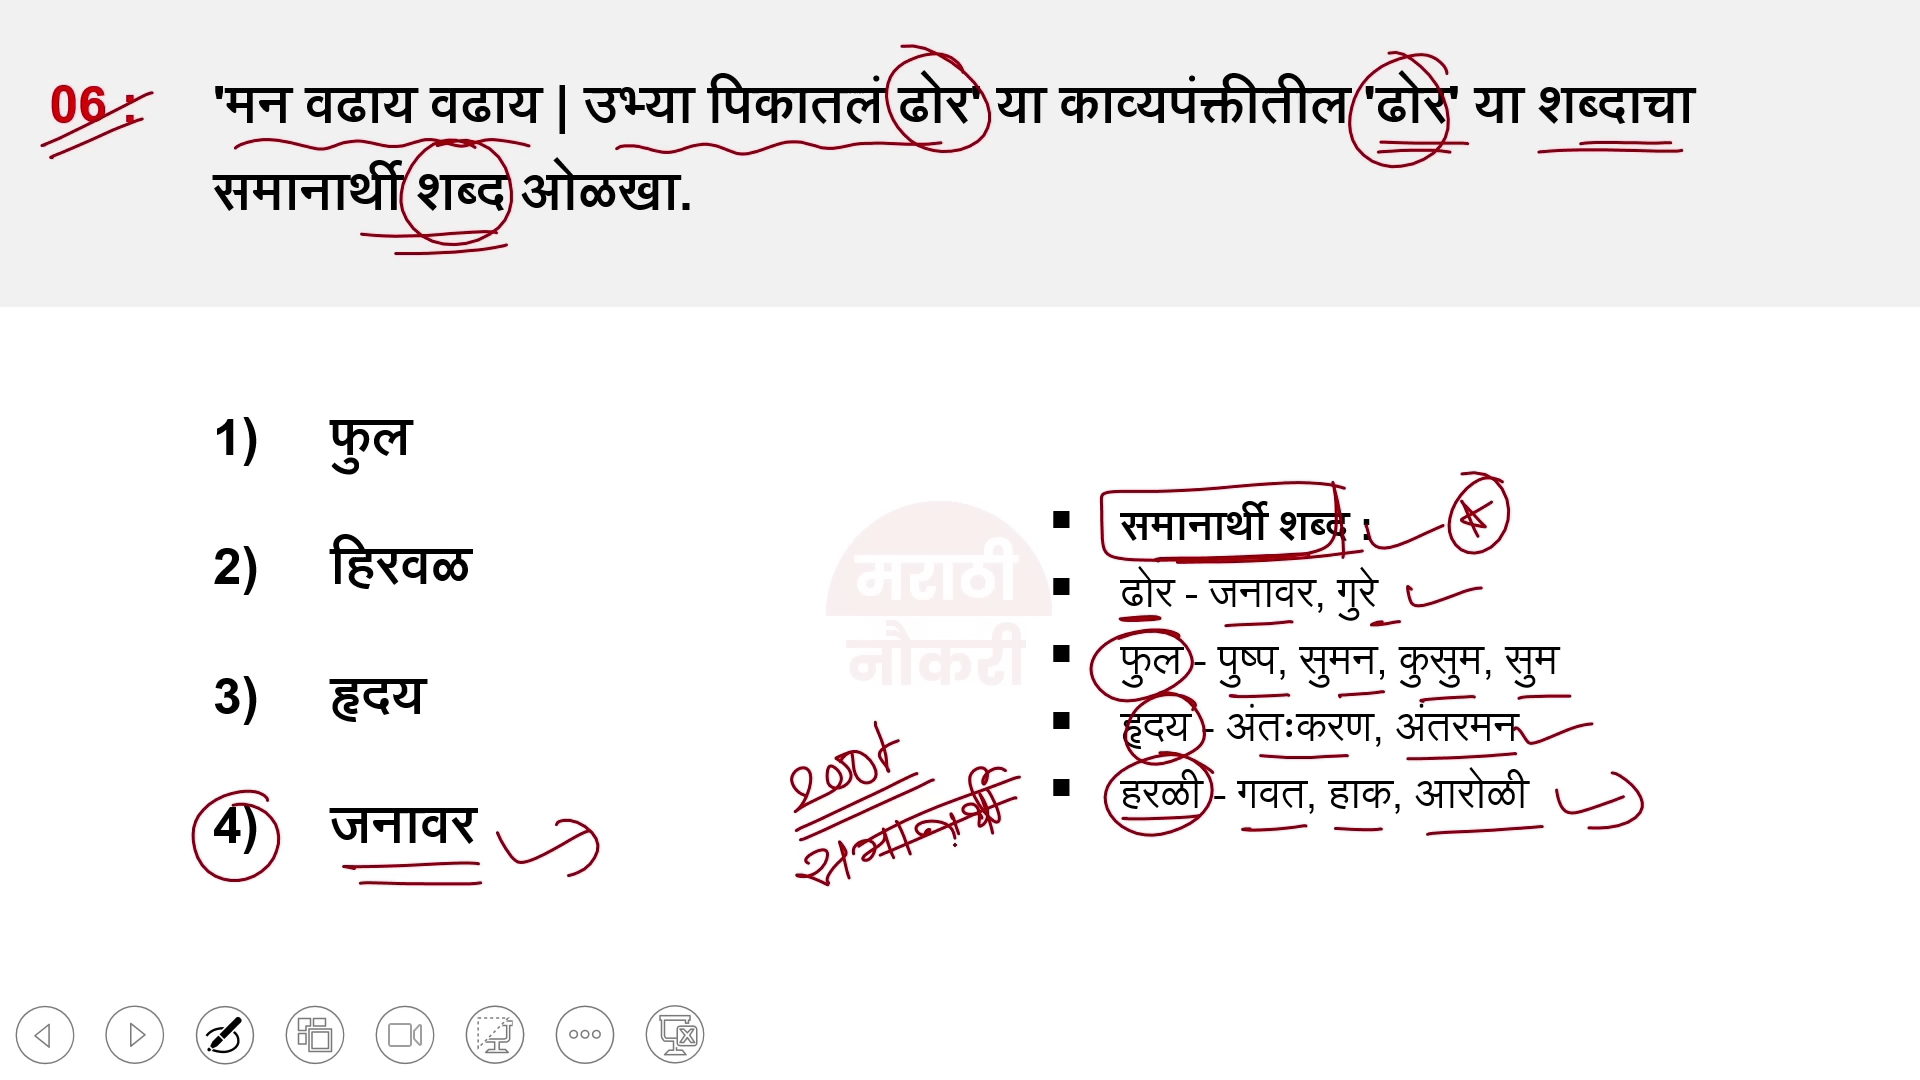 06 : 'मन वढाय वढाय | उभ्या पिकातलं ढोर' या काव्यपंक्तीतील 'ढोर' या शब्दाचा
समानार्थी शब्द ओळखा.
1) फुल
2) हिरवळ
3) हृदय
4) जनावर
मराठी
नौकरी
▪ समानार्थी शब्द :
▪ ढोर - जनावर, गुरे
▪ फुल - पुष्प, सुमन, कुसुम, सुम
▪ हृदय - अंतःकरण, अंतरमन
▪ हरळी - गवत, हाक, आरोळी
समानार्थी